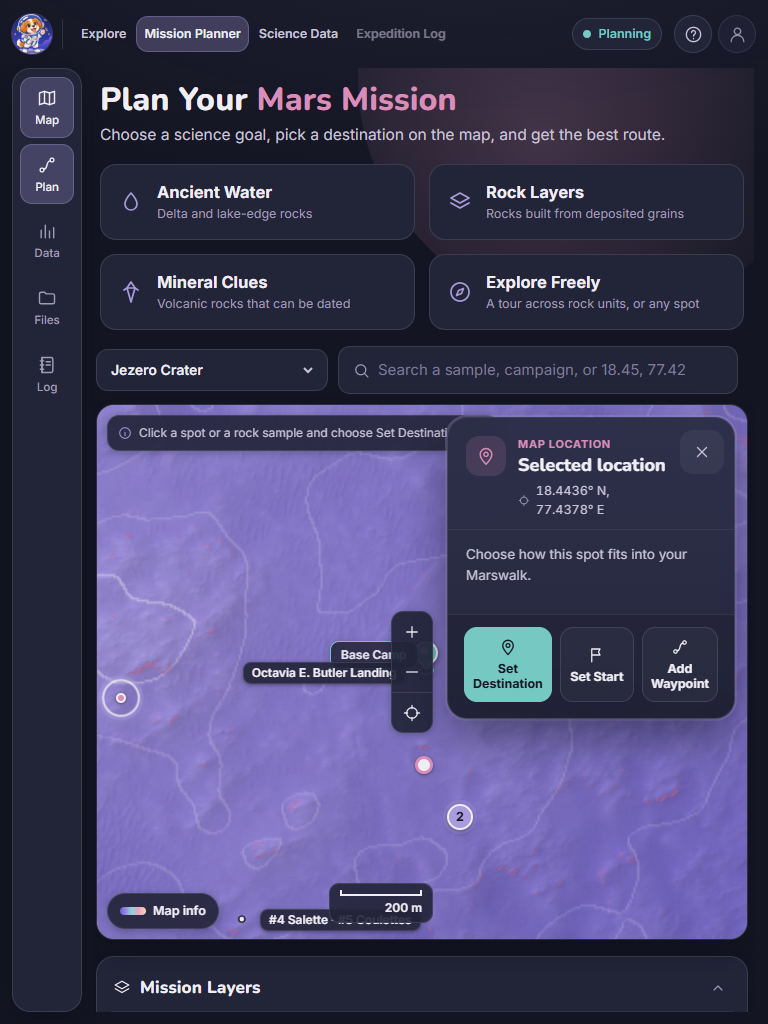 Explore Mission Planner Science Data Expedition Log Planning
Map
Plan
Data
Files
Log
Plan Your Mars Mission
Choose a science goal, pick a destination on the map, and get the best route.
Ancient Water
Delta and lake-edge rocks
Rock Layers
Rocks built from deposited grains
Mineral Clues
Volcanic rocks that can be dated
Explore Freely
A tour across rock units, or any spot
Jezero Crater
Search a sample, campaign, or 18.45, 77.42
Click a spot or a rock sample and choose Set Destinati
MAP LOCATION
Selected location
18.4436° N,
77.4378° E
Choose how this spot fits into your
Marswalk.
Set
Destination
Set Start
Add
Waypoint
Base Camp
Octavia E. Butler Landing
2
200 m
Map info
#4 Salette - #5 Coulettes
Mission Layers